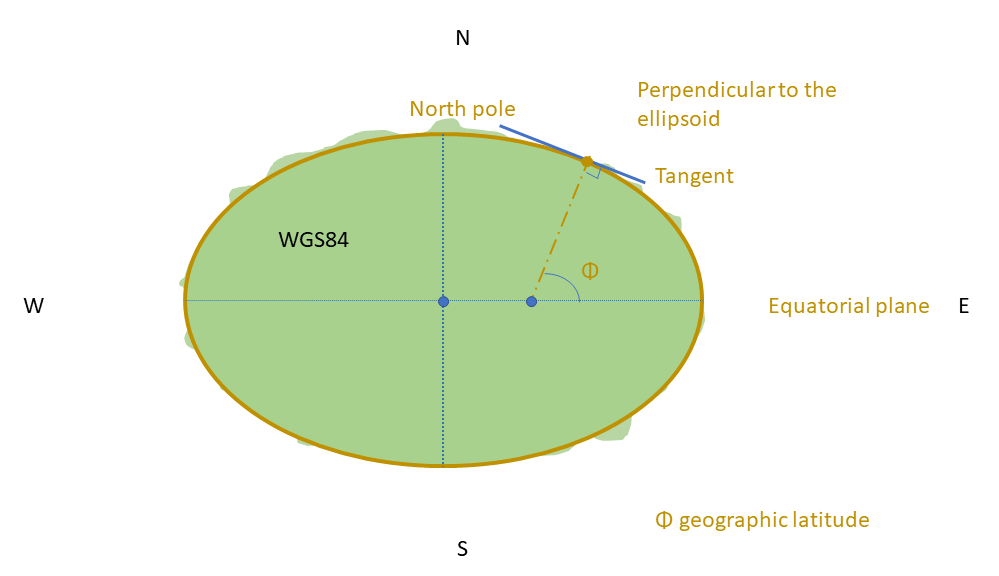 N
Perpendicular to the
ellipsoid
North pole
Tangent
WGS84
Φ
W
Equatorial plane
E
Φ geographic latitude
S